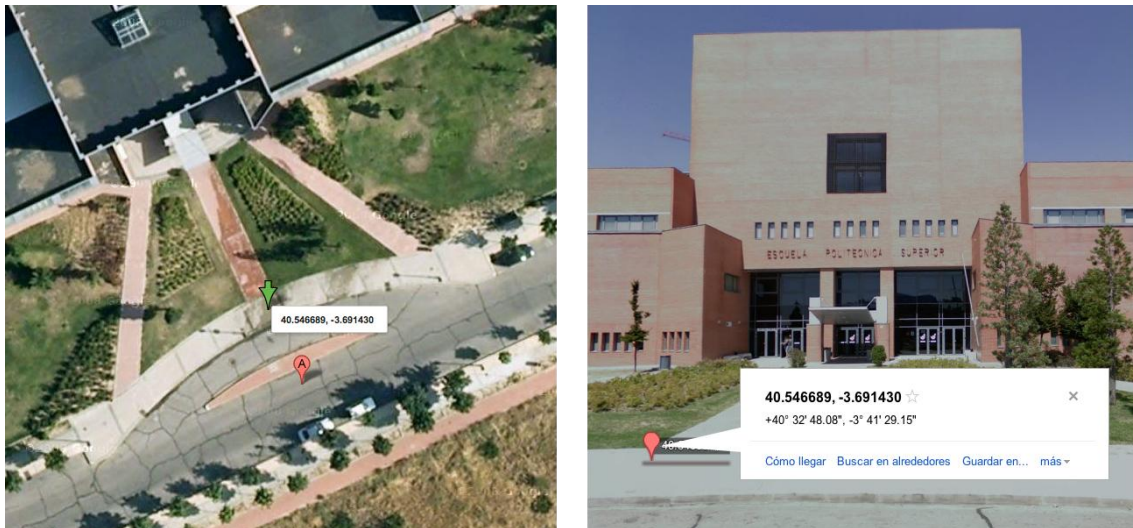 40.546689, -3.691430
A
ESCUELA POLITECNICA SUPERIOR
40.546689, -3.691430
+40° 32' 48.08", -3° 41' 29.15"
Cómo llegar Buscar en alrededores Guardar en... más